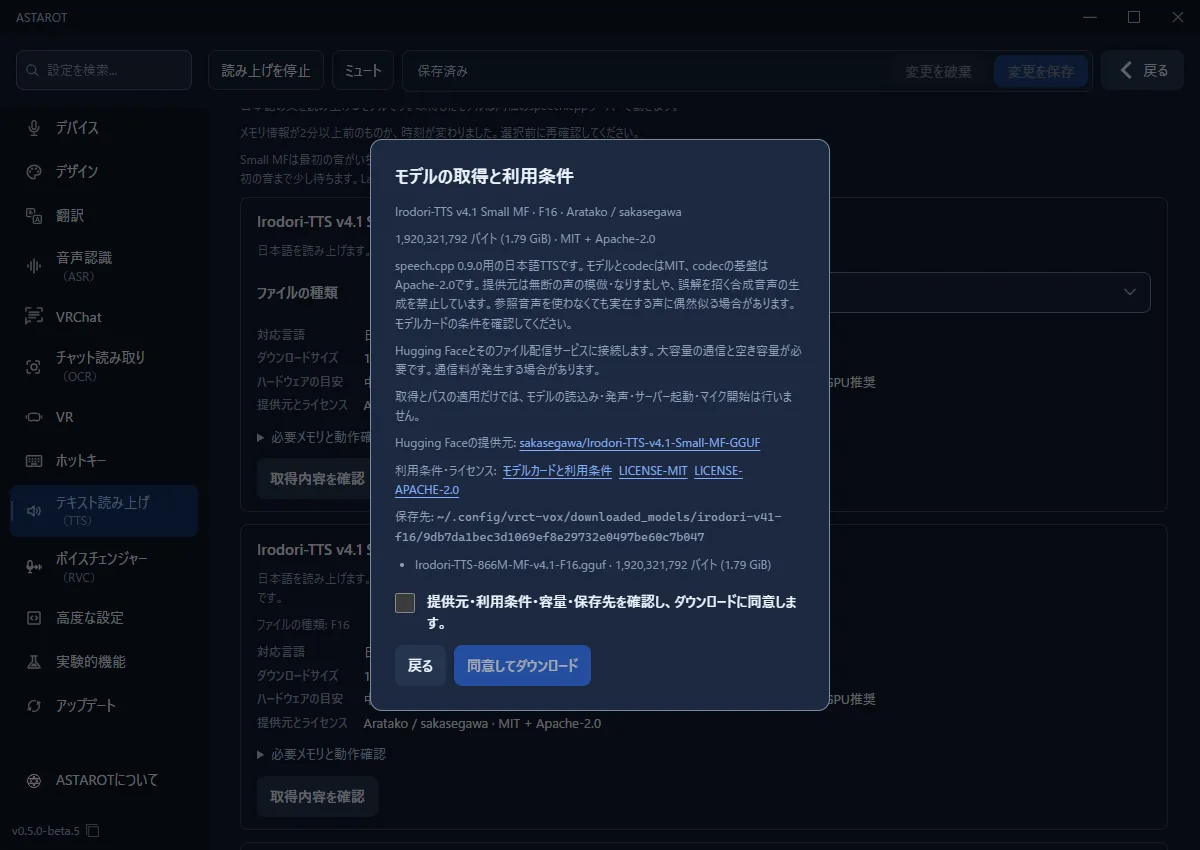 ASTAROT
設定を検索...
読み上げを停止
ミュート
保存済み
変更を破棄
変更を保存
戻る
デバイス
デザイン
翻訳
音声認識
（ASR）
VRChat
チャット読み取り
（OCR）
VR
ホットキー
テキスト読み上げ
（TTS）
ボイスチェンジャー
（RVC）
高度な設定
実験的機能
アップデート
ASTAROTについて
v0.5.0-beta.5
メモリ情報が2分以上前のものか、時刻が変わりました。選択前に再確認してください。
Small MFは最初の音がい
初の音まで少し待ちます。La
Irodori-TTS v4.1 S
日本語を読み上げます。
ファイルの種類
対応言語
ダウンロードサイズ
ハードウェアの目安
GPU推奨
提供元とライセンス
必要メモリと動作確
取得内容を確認
Irodori-TTS v4.1 S
日本語を読み上げます。
です。
ファイルの種類: F16
対応言語
ダウンロードサイズ
ハードウェアの目安
GPU推奨
提供元とライセンス Aratako / sakasegawa · MIT + Apache-2.0
必要メモリと動作確認
取得内容を確認
モデルの取得と利用条件
Irodori-TTS v4.1 Small MF · F16 · Aratako / sakasegawa
1,920,321,792 バイト (1.79 GiB) · MIT + Apache-2.0
speech.cpp 0.9.0用の日本語TTSです。モデルとcodecはMIT、codecの基盤は
Apache-2.0です。提供元は無断の声の模倣・なりすましや、誤解を招く合成音声の生
成を禁止しています。参照音声を使わなくても実在する声に偶然似る場合があります。
モデルカードの条件を確認してください。
Hugging Faceとそのファイル配信サービスに接続します。大容量の通信と空き容量が必
要です。通信料が発生する場合があります。
取得とパスの適用だけでは、モデルの読込み・発声・サーバー起動・マイク開始は行いま
せん。
Hugging Faceの提供元: sakasegawa/Irodori-TTS-v4.1-Small-MF-GGUF
利用条件・ライセンス: モデルカードと利用条件 LICENSE-MIT LICENSE-
APACHE-2.0
保存先: ~/.config/vrct-vox/downloaded_models/irodori-v41-
f16/9db7da1bec3d1069ef8e29732e0497be60c7b047
• Irodori-TTS-866M-MF-v4.1-F16.gguf · 1,920,321,792 バイト (1.79 GiB)
提供元・利用条件・容量・保存先を確認し、ダウンロードに同意しま
す。
戻る
同意してダウンロード